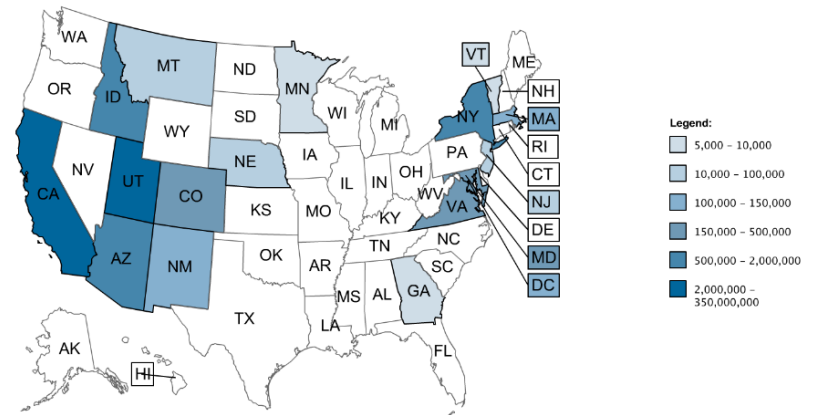 WA
MT
ND
MN
VT
ME
OR
ID
SD
WI
MI
NY
NH
MA
WY
IA
PA
RI
NE
NV
UT
CO
IL
IN
OH
CT
CA
KS
MO
WV
VA
NJ
KY
DE
AZ
NM
OK
AR
TN
NC
MD
SC
DC
MS
AL
GA
TX
LA
FL
AK
HI
Legend:
5,000 – 10,000
10,000 – 100,000
100,000 – 150,000
150,000 – 500,000
500,000 – 2,000,000
2,000,000 –
350,000,000